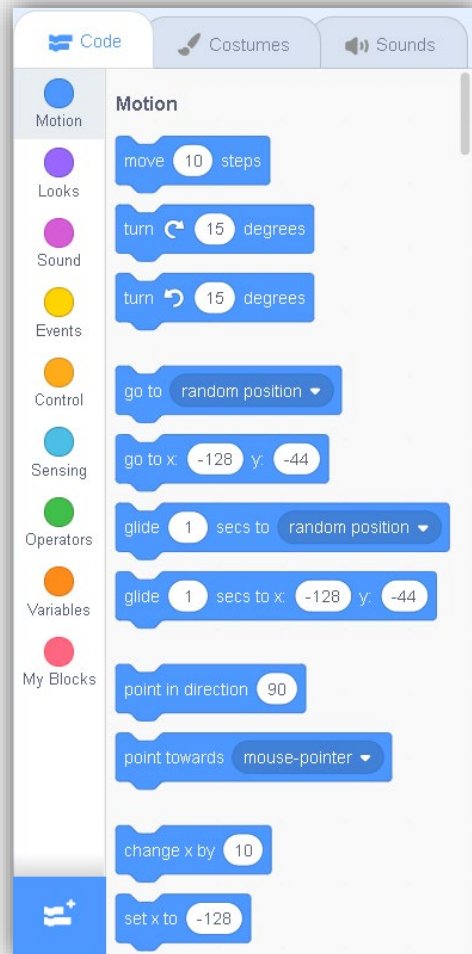 Code Costumes Sounds
Motion
Looks
Sound
Events
Control
Sensing
Operators
Variables
My Blocks
Motion
move 10 steps
turn 15 degrees
turn 15 degrees
go to random position
go to x: -128 y: -44
glide 1 secs to random position
glide 1 secs to x: -128 y: -44
point in direction 90
point towards mouse-pointer
change x by 10
set x to -128